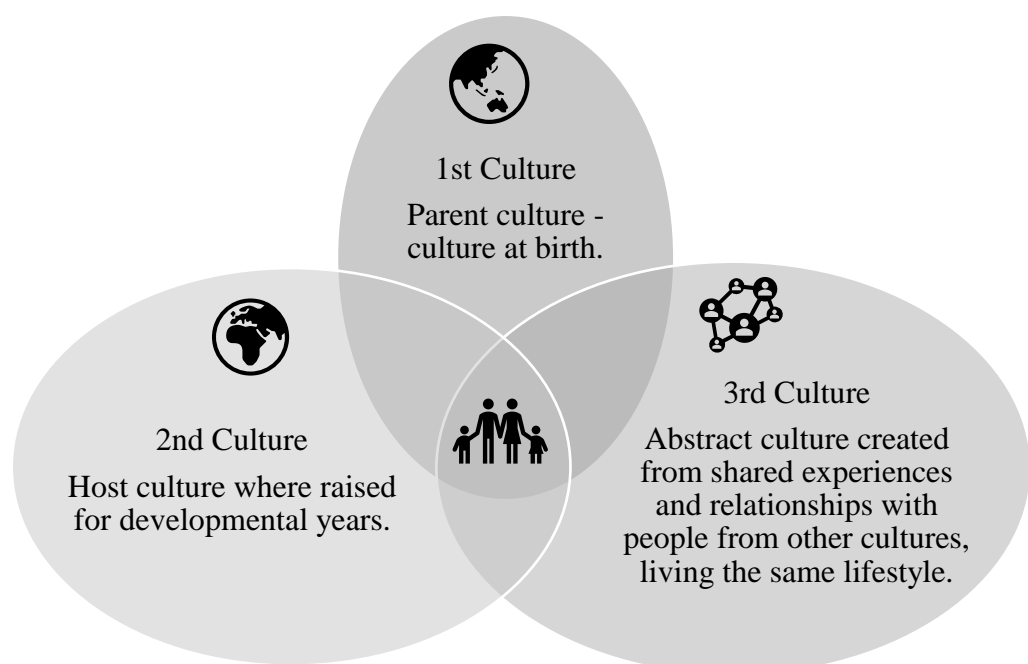 1st Culture
Parent culture -
culture at birth.
2nd Culture
Host culture where raised
for developmental years.
3rd Culture
Abstract culture created
from shared experiences
and relationships with
people from other cultures,
living the same lifestyle.